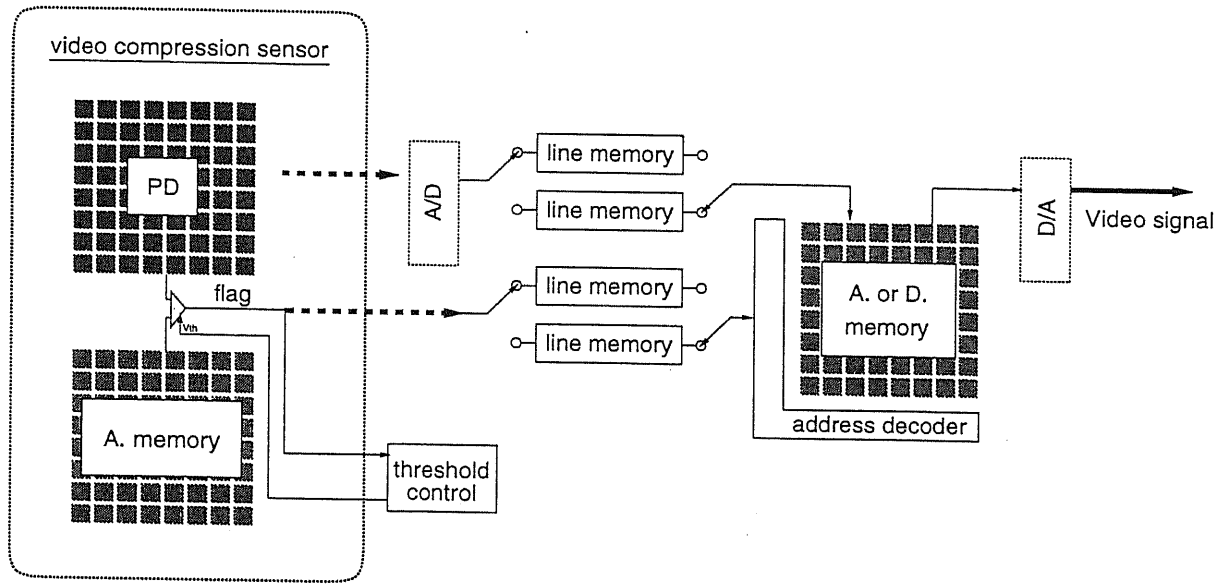 video compression sensor
PD
A/D
line memory
line memory
D/A
Video signal
flag
Vth
line memory
line memory
A. or D.
memory
A. memory
address decoder
threshold
control